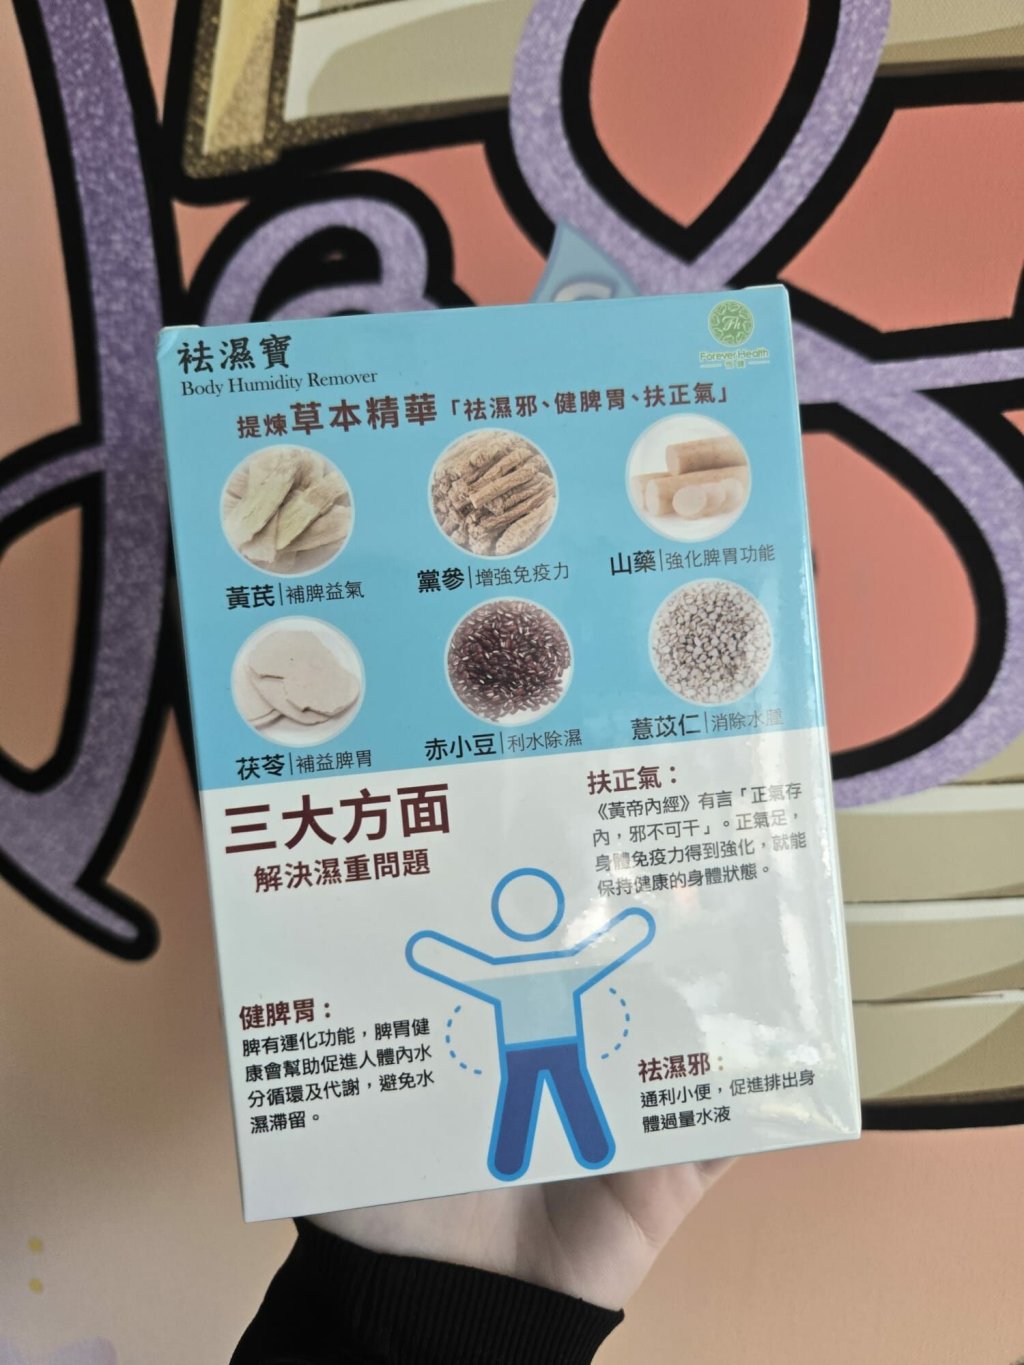 祛濕寶
Body Humidity Remover
Fh
Forever Health
提煉草本精華「祛濕邪、健脾胃、扶正氣」
黃芪|補脾益氣
黨參|增強免疫力
山藥|強化脾胃功能
茯苓|補益脾胃
赤小豆|利水除濕
薏苡仁|消除水腫
三大方面
解決濕重問題
扶正氣：
《黃帝內經》有言「正氣存
內，邪不可干」。正氣足，
身體免疫力得到強化，就能
保持健康的身體狀態。
健脾胃：
脾有運化功能，脾胃健
康會幫助促進人體內水
分循環及代謝，避免水
濕滯留。
祛濕邪：
通利小便，促進排出身
體過量水液